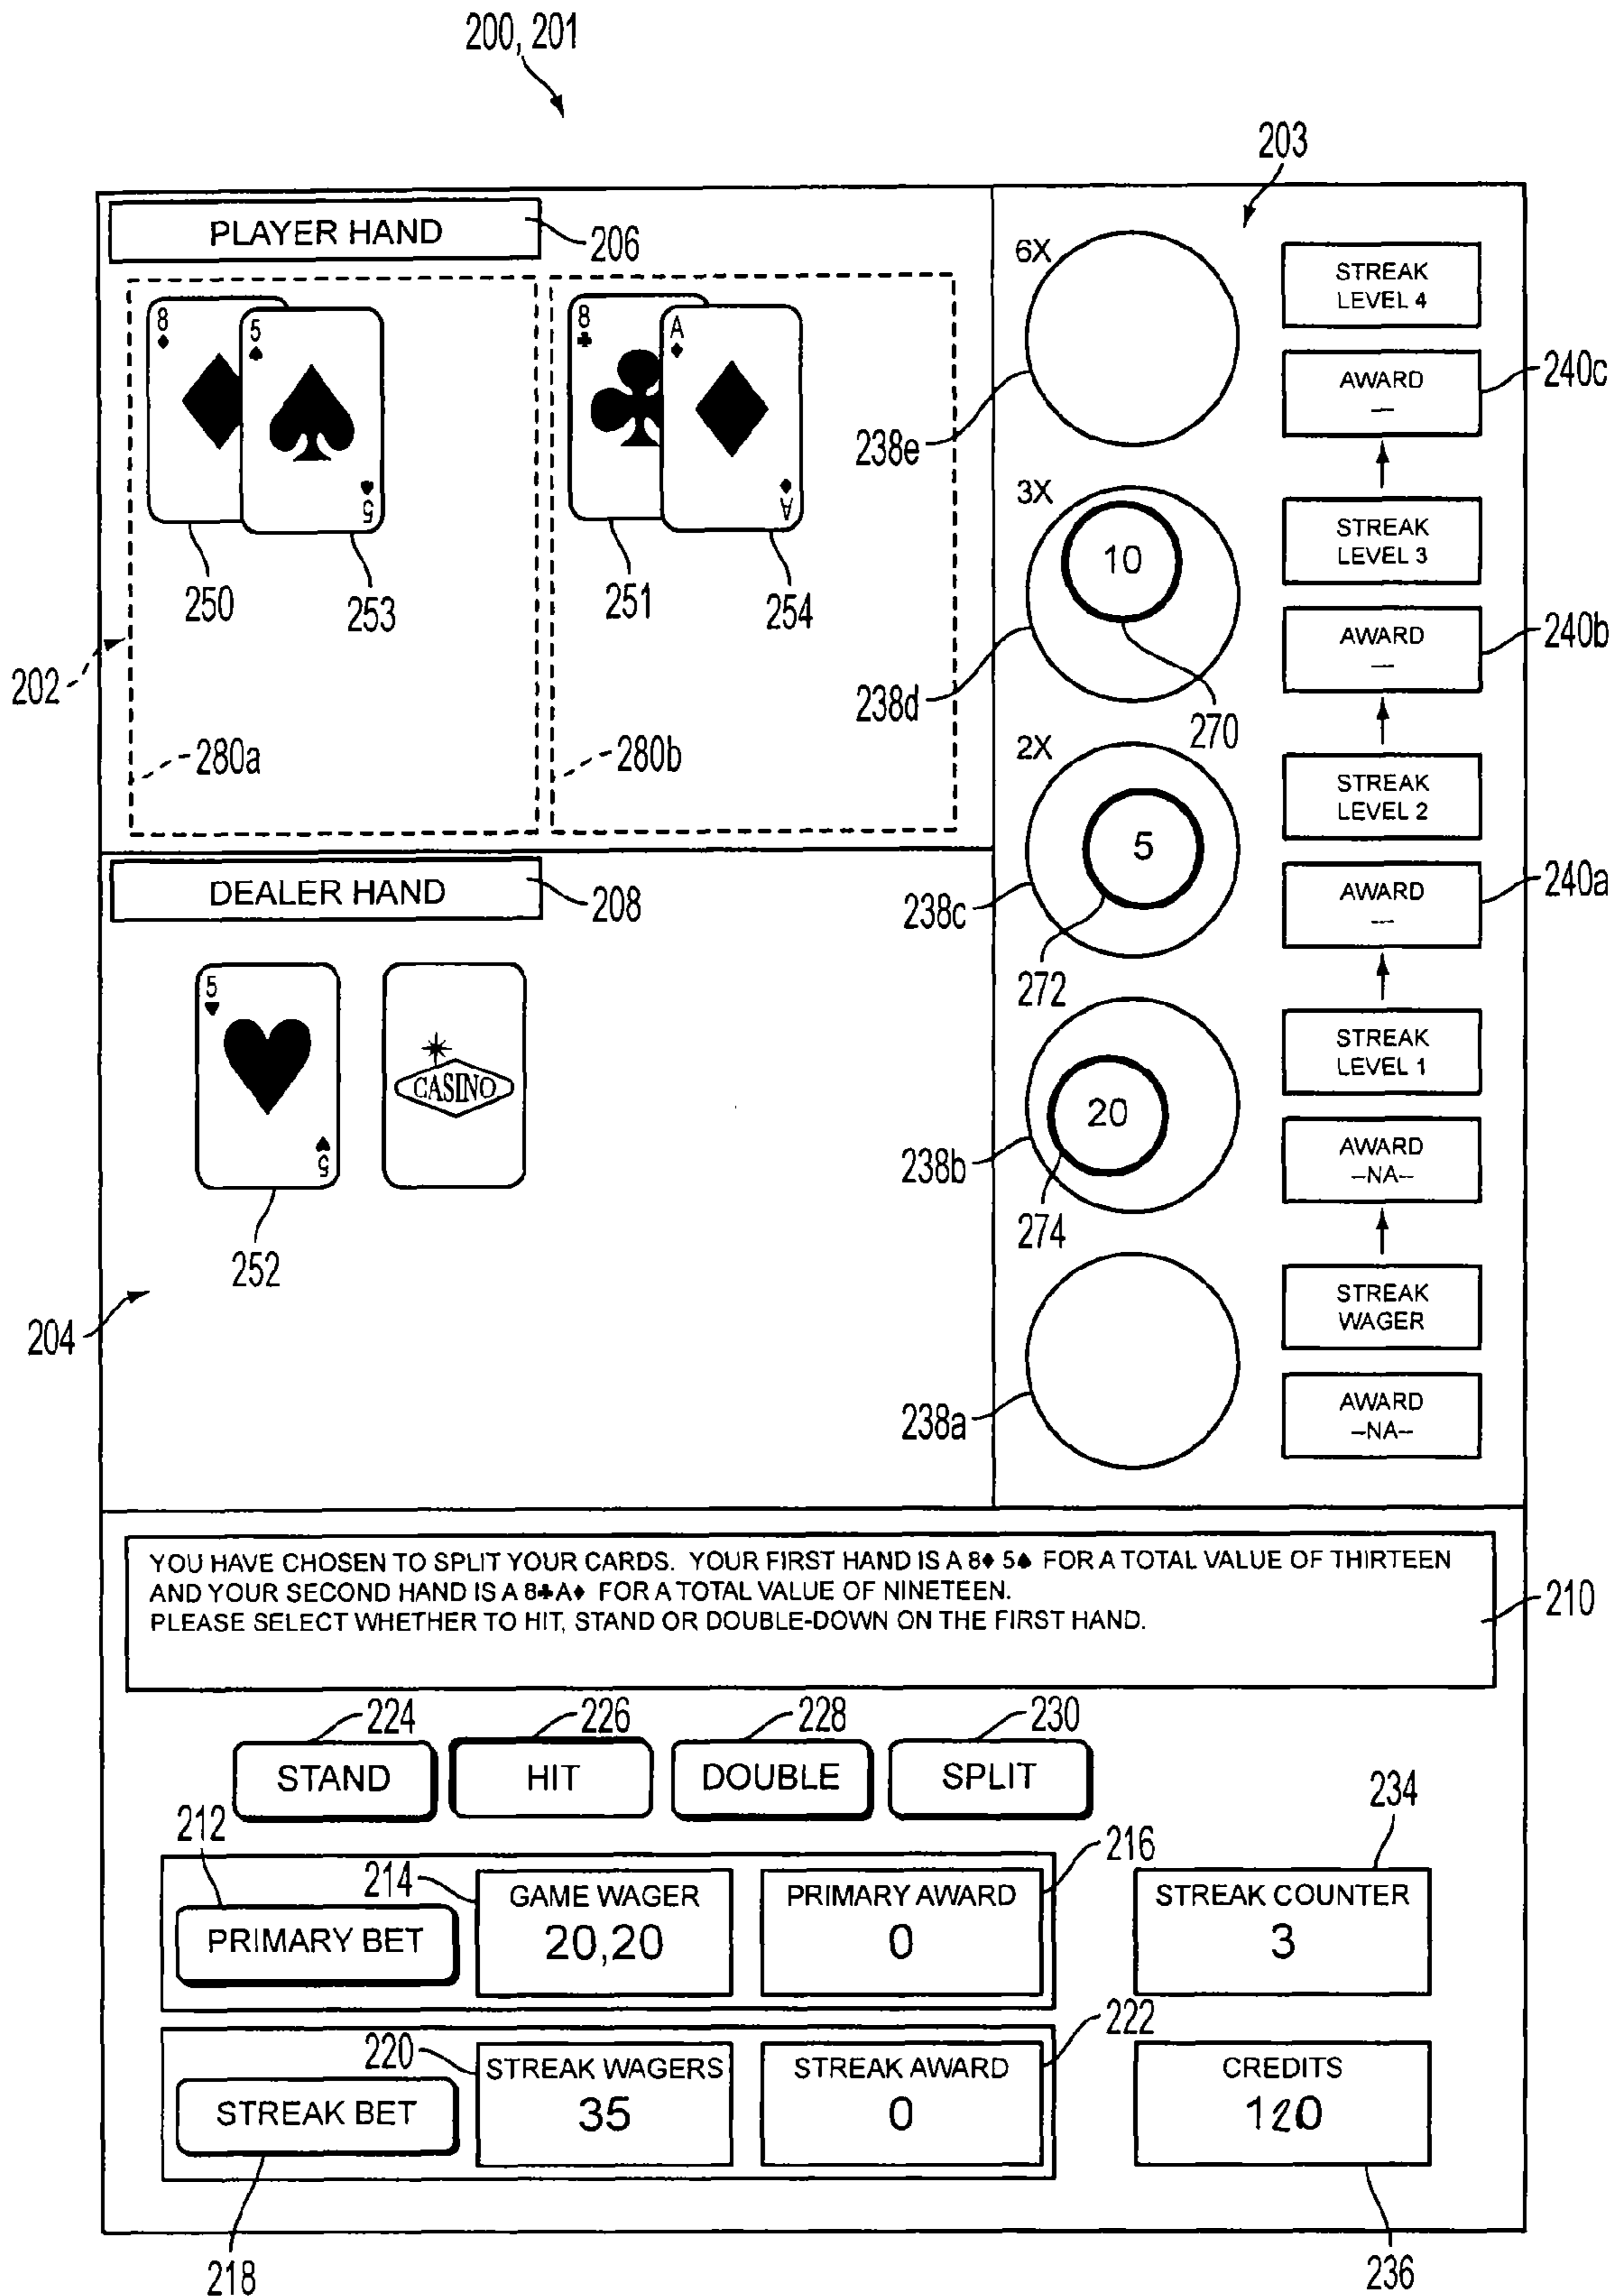 200, 201
203
PLAYER HAND
206
8♦
5♠
5
8♣
A♦
A
250
253
251
254
202
280a
280b
6X
STREAK
LEVEL 4
AWARD
—
240c
238e
3X
10
STREAK
LEVEL 3
AWARD
—
240b
238d
270
2X
5
STREAK
LEVEL 2
AWARD
—
240a
238c
272
DEALER HAND
208
5♥
5
CASINO
252
204
20
STREAK
LEVEL 1
AWARD
–NA–
238b
274
STREAK
WAGER
AWARD
–NA–
238a
YOU HAVE CHOSEN TO SPLIT YOUR CARDS. YOUR FIRST HAND IS A 8♦ 5♠ FOR A TOTAL VALUE OF THIRTEEN
AND YOUR SECOND HAND IS A 8♣A♦ FOR A TOTAL VALUE OF NINETEEN.
PLEASE SELECT WHETHER TO HIT, STAND OR DOUBLE-DOWN ON THE FIRST HAND.
210
224
226
228
230
STAND
HIT
DOUBLE
SPLIT
212
214
216
234
PRIMARY BET
GAME WAGER
20,20
PRIMARY AWARD
0
STREAK COUNTER
3
220
222
STREAK BET
STREAK WAGERS
35
STREAK AWARD
0
CREDITS
120
218
236